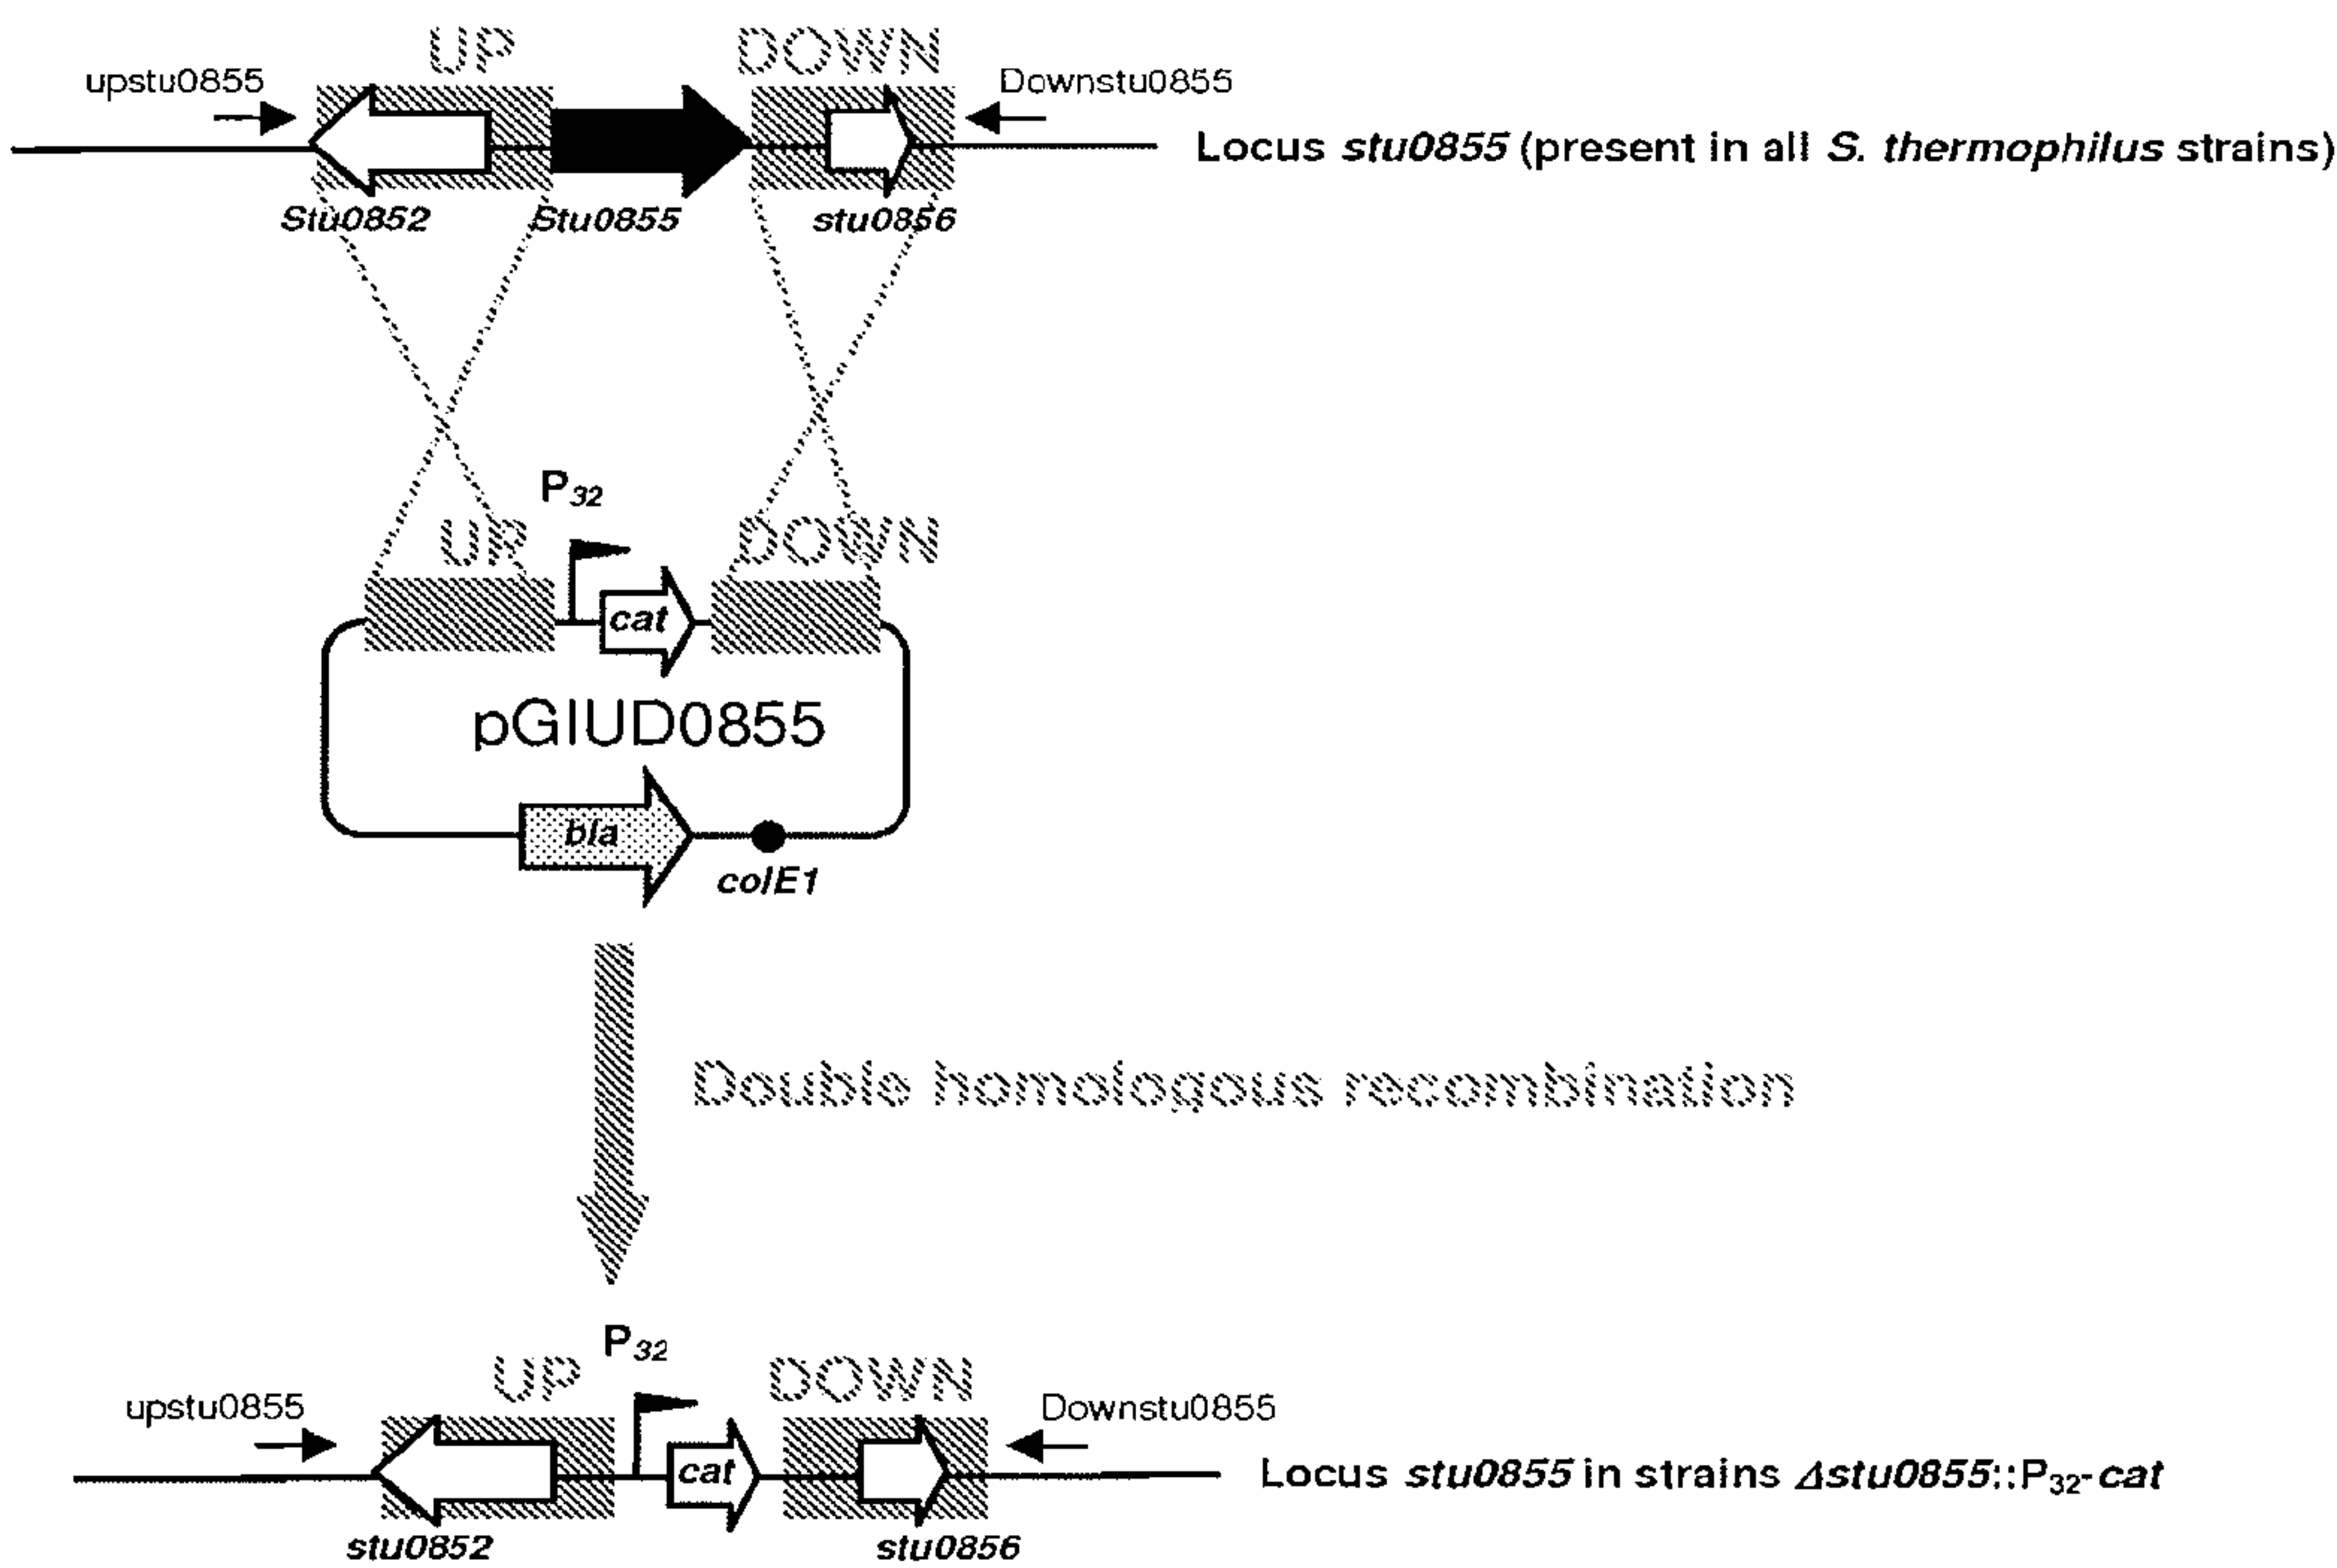 UP DOWN
upstu0855 Downstu0855
Locus stu0855 (present in all S. thermophilus strains)
Stu0852 Stu0855 stu0856
P32
UP DOWN
cat
pGIUD0855
bla
colE1
Double homologous recombination
P32
UP DOWN
upstu0855 Downstu0855
cat
Locus stu0855 in strains Δstu0855::P32-cat
stu0852 stu0856